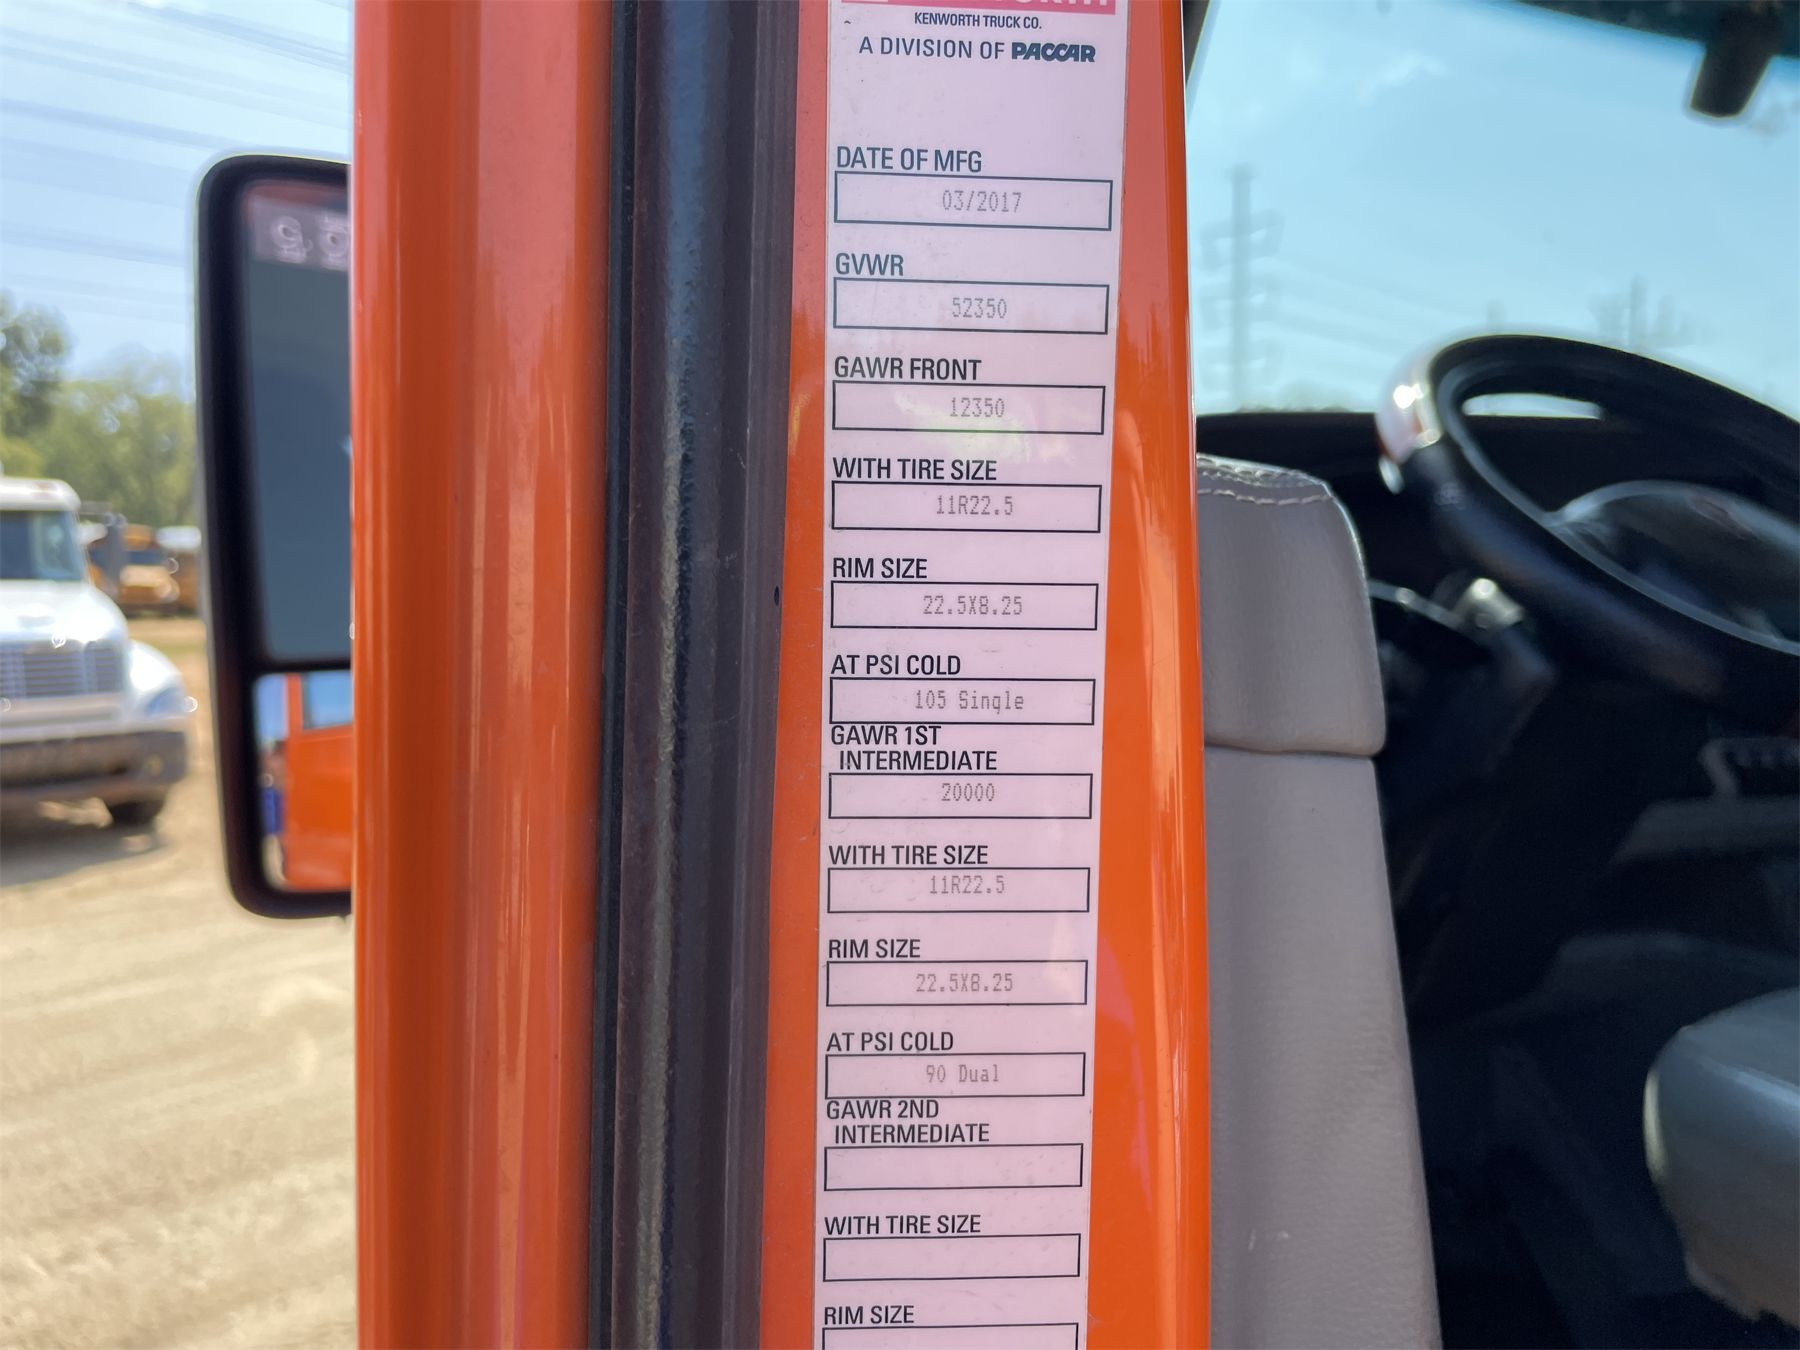 KENWORTH TRUCK CO.
A DIVISION OF PACCAR
DATE OF MFG
03/2017
GVWR
52350
GAWR FRONT
12350
WITH TIRE SIZE
11R22.5
RIM SIZE
22.5X8.25
AT PSI COLD
105 Single
GAWR 1ST
INTERMEDIATE
20000
WITH TIRE SIZE
11R22.5
RIM SIZE
22.5X8.25
AT PSI COLD
90 Dual
GAWR 2ND
INTERMEDIATE
WITH TIRE SIZE
RIM SIZE